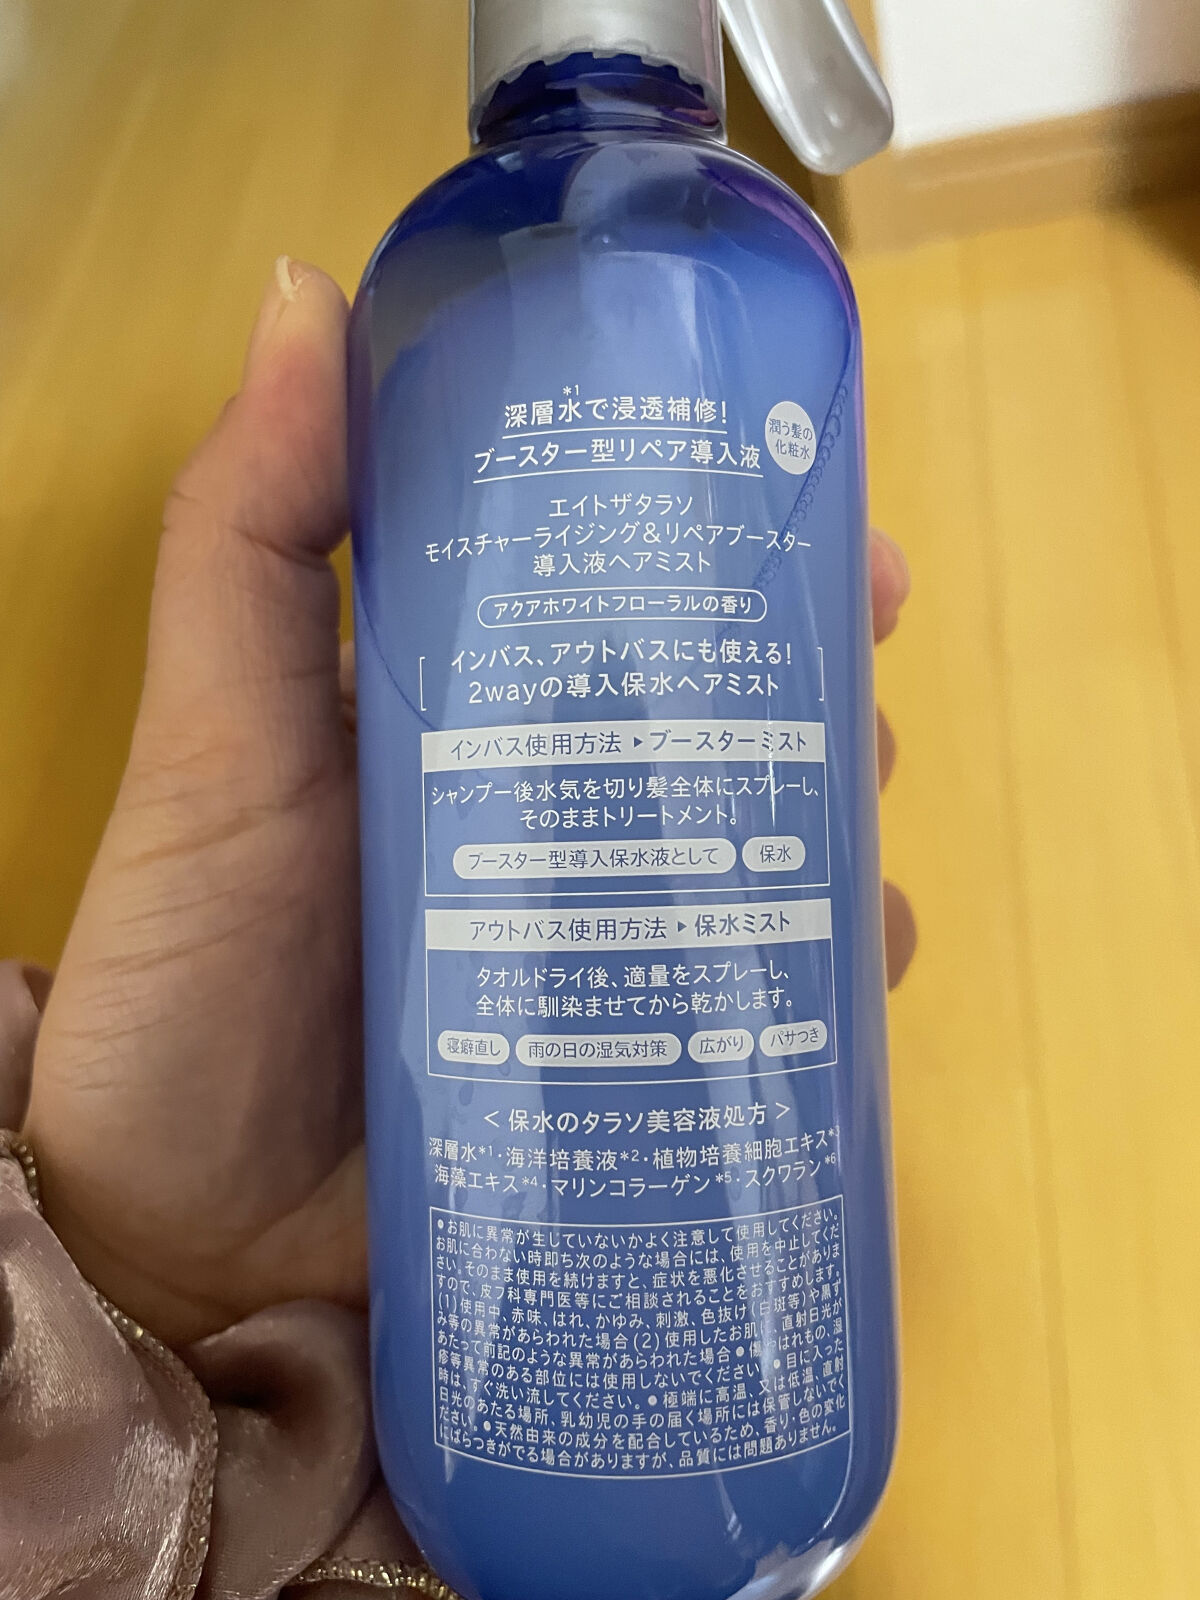 深層水*1で浸透補修!
ブースター型リペア導入液
潤う髪の
化粧水
エイトザタラソ
モイスチャーライジング&リペアブースター
導入液ヘアミスト
アクアホワイトフローラルの香り
インバス、アウトバスにも使える!
2wayの導入保水ヘアミスト
インバス使用方法▶ブースターミスト
シャンプー後水気を切り髪全体にスプレーし、
そのままトリートメント。
ブースター型導入保水液として 保水
アウトバス使用方法▶保水ミスト
タオルドライ後、適量をスプレーし、
全体に馴染ませてから乾かします。
寝癖直し 雨の日の湿気対策 広がり パサつき
<保水のタラソ美容液処方>
深層水*1・海洋培養液*2・植物培養細胞エキス*3
海藻エキス*4・マリンコラーゲン*5・スクワラン*6
●お肌に異常が生していないかよく注意して使用してください。
お肌に合わない時即ち次のような場合には、使用を中止してくだ
さい。そのまま使用を続けますと、症状を悪化させることがありま
すので、皮フ科専門医等にご相談されることをおすすめします。
(1)使用中、赤味、はれ、かゆみ、刺激、色抜け(白斑等)や黒ず
み等の異常があらわれた場合(2)使用したお肌に、直射日光が
あたって前記のような異常があらわれた場合●傷やはれもの、湿
疹等異常のある部位には使用しないでください。●目に入った
時は、すぐ洗い流してください。●極端に高温、又は低温、直射
日光のあたる場所、乳幼児の手の届く場所には保管しないでく
ださい。●天然由来の成分を配合しているため、香り・色の変化
にばらつきがでる場合がありますが、品質には問題ありません。